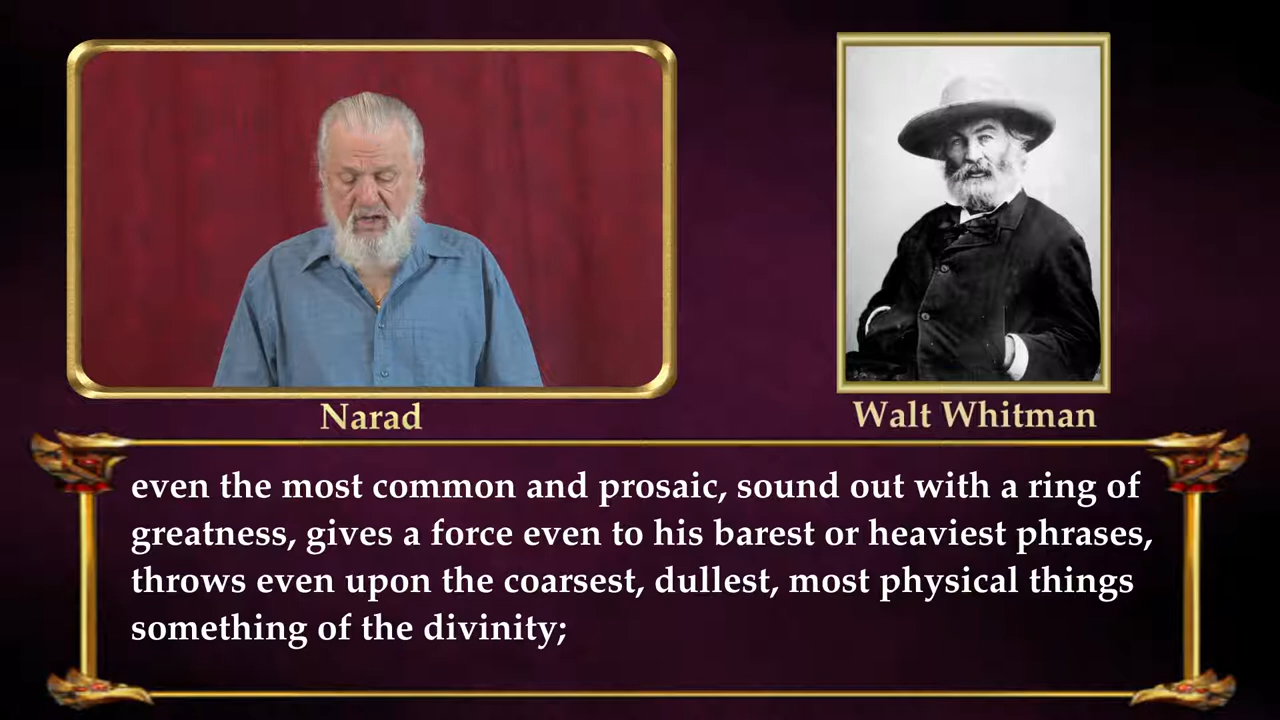 Narad
Walt Whitman
even the most common and prosaic, sound out with a ring of
greatness, gives a force even to his barest or heaviest phrases,
throws even upon the coarsest, dullest, most physical things
something of the divinity;